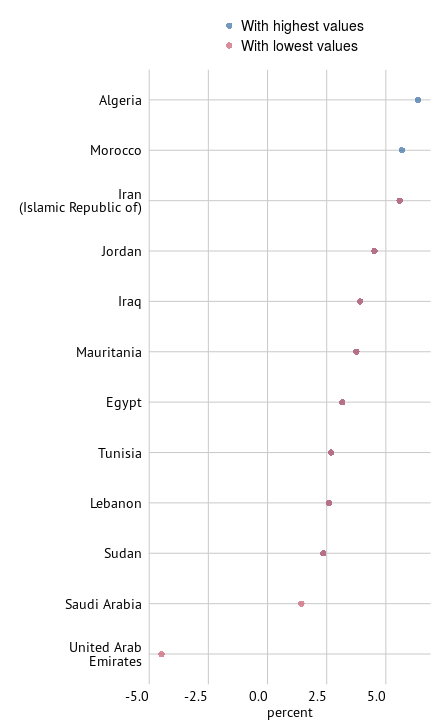 With highest values
With lowest values
Algeria
Morocco
Iran
(Islamic Republic of)
Jordan
Iraq
Mauritania
Egypt
Tunisia
Lebanon
Sudan
Saudi Arabia
United Arab
Emirates
-5.0 -2.5 0.0 2.5 5.0
percent